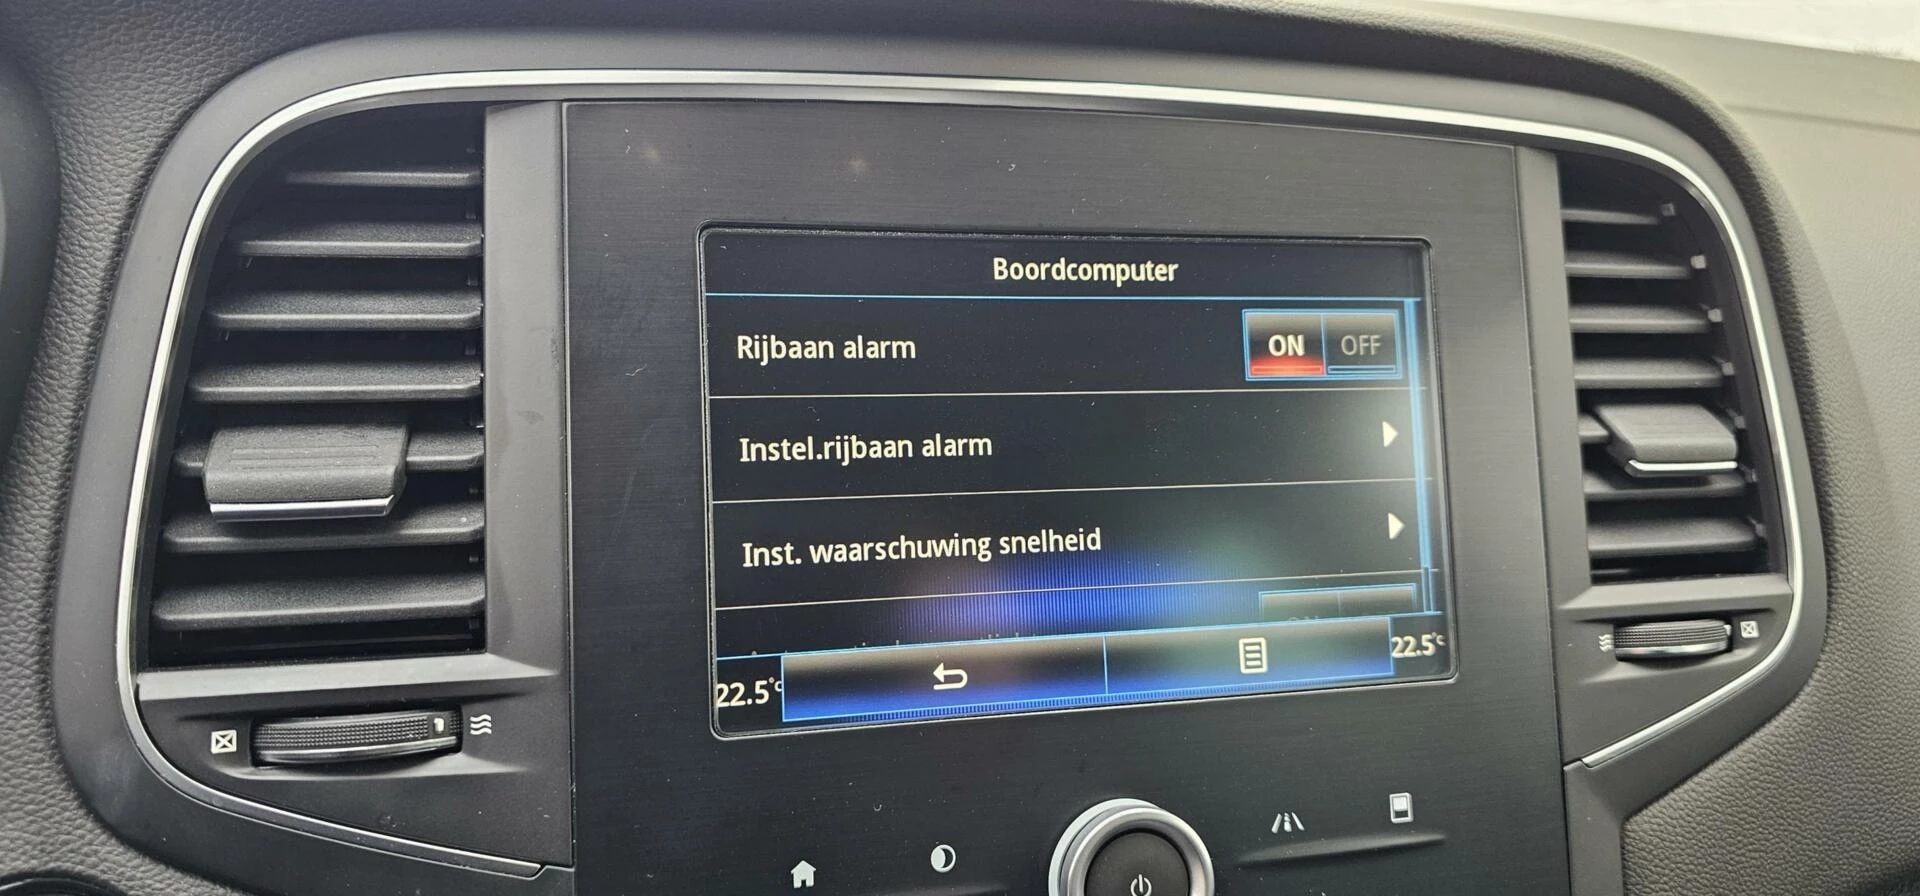 Boordcomputer
Rijbaan alarm
ON OFF
Instel.rijbaan alarm
Inst. waarschuwing snelheid
22.5°C
22.5°C